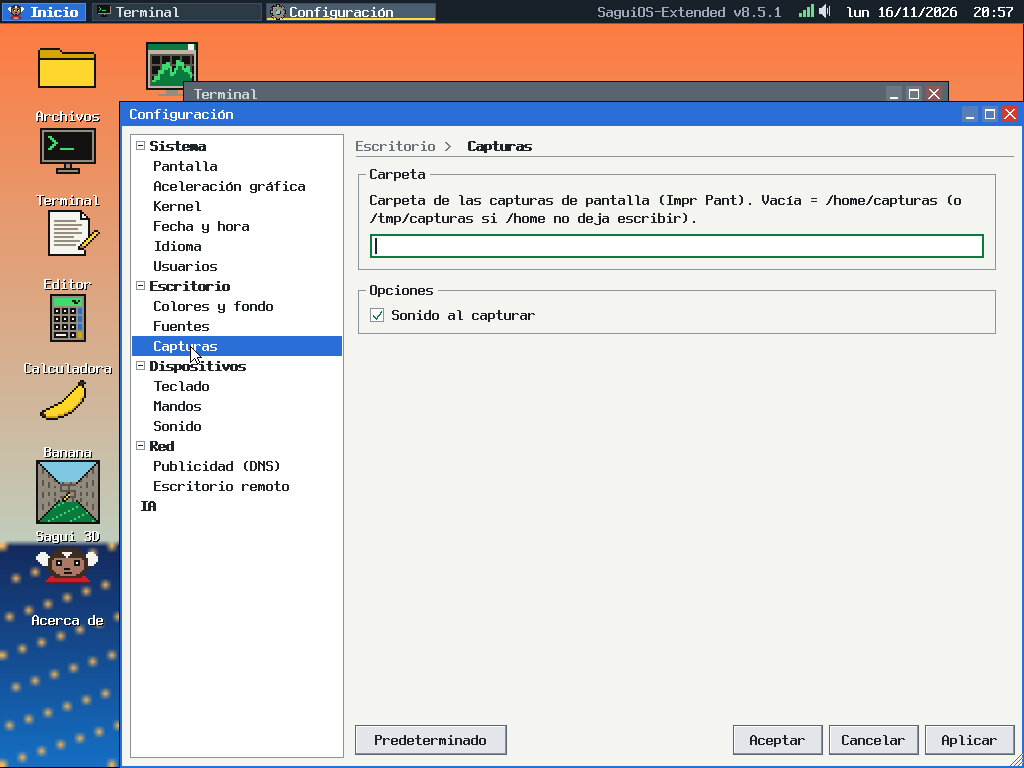 Inicio
Terminal
Configuración
SaguiOS-Extended v8.5.1
lun 16/11/2026
20:57
Archivos
Terminal
Editor
Calculadora
Banana
Sagui 3D
Acerca de
Terminal
Configuración
Sistema
Pantalla
Aceleración gráfica
Kernel
Fecha y hora
Idioma
Usuarios
Escritorio
Colores y fondo
Fuentes
Capturas
Dispositivos
Teclado
Mandos
Sonido
Red
Publicidad (DNS)
Escritorio remoto
IA
Escritorio > Capturas
Carpeta
Carpeta de las capturas de pantalla (Impr Pant). Vacía = /home/capturas (o
/tmp/capturas si /home no deja escribir).
Opciones
Sonido al capturar
Predeterminado
Aceptar
Cancelar
Aplicar